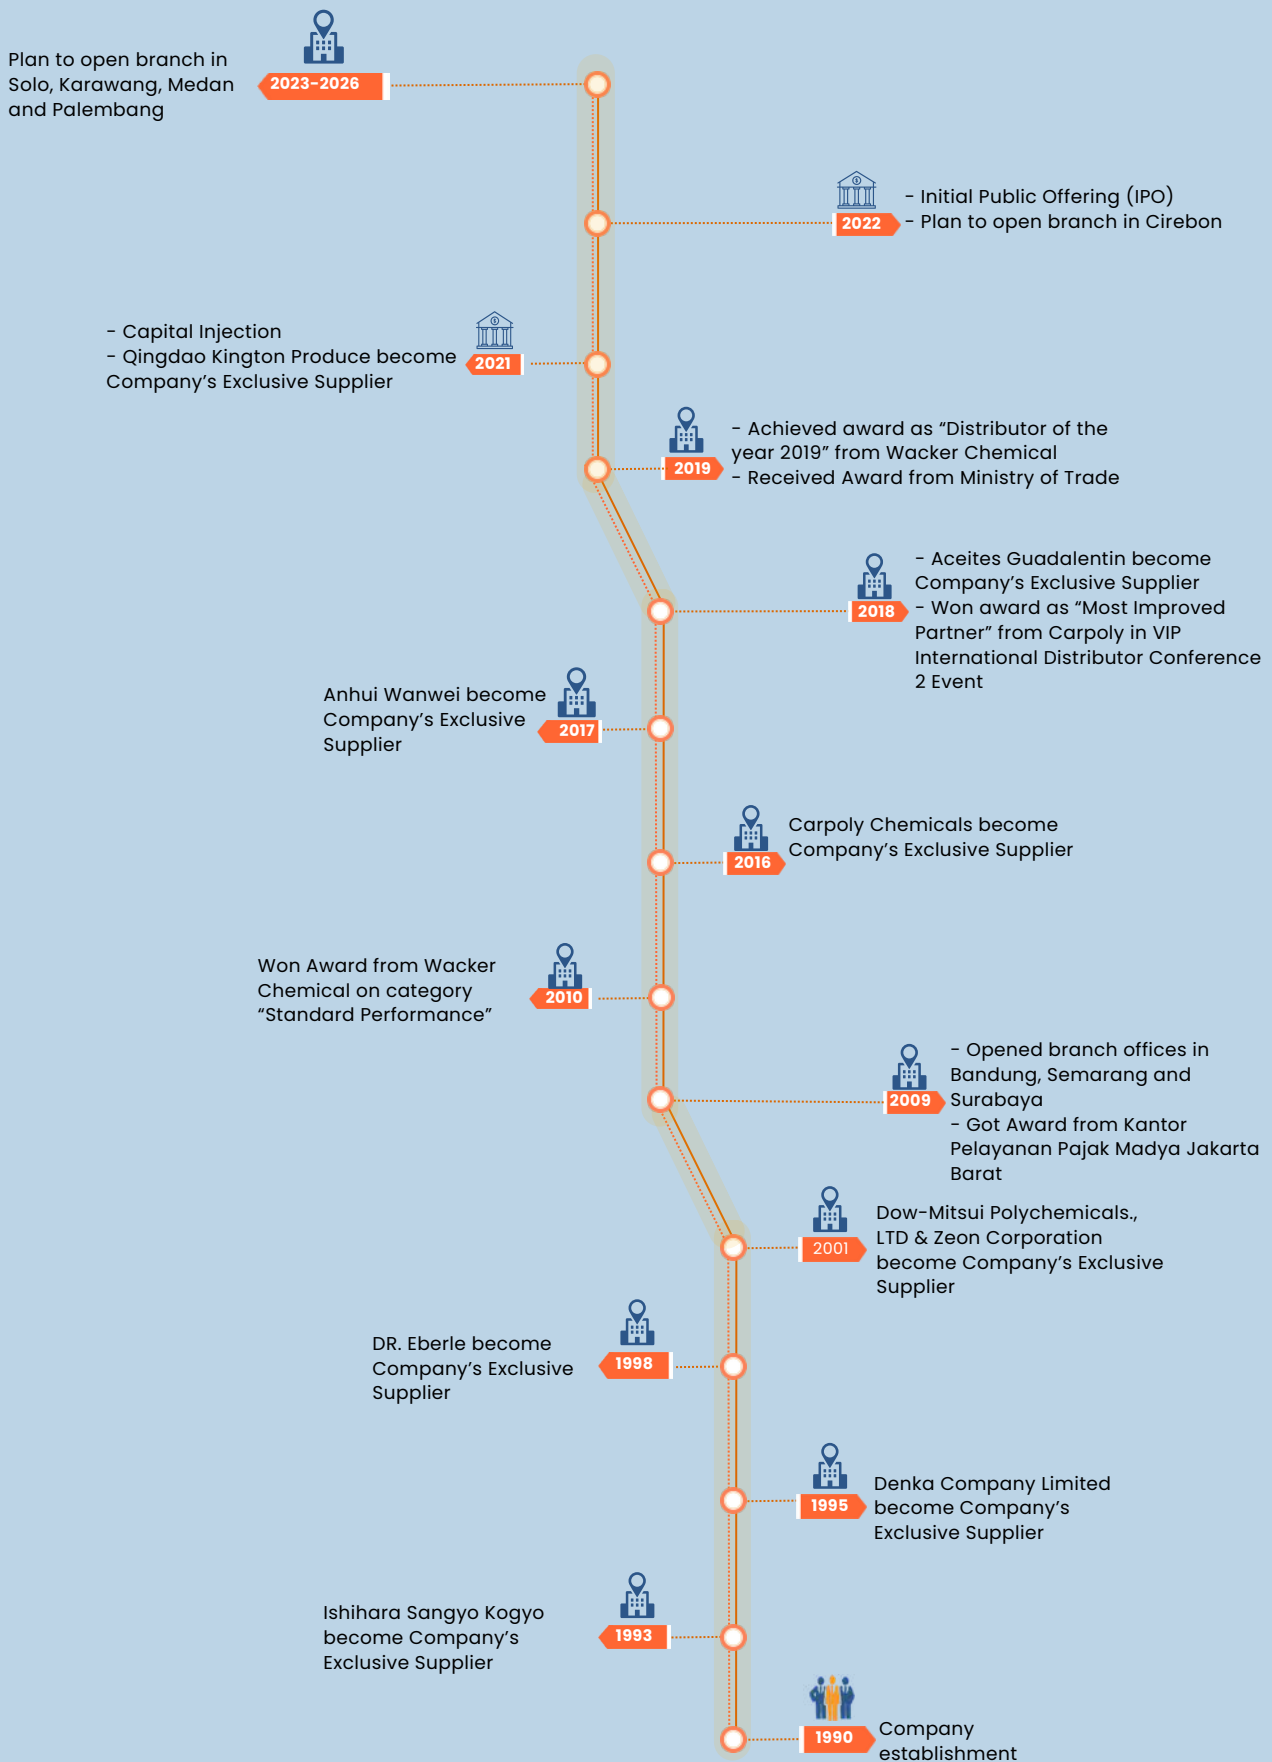 Plan to open branch in
Solo, Karawang, Medan
and Palembang
2023-2026
- Initial Public Offering (IPO)
- Plan to open branch in Cirebon
2022
- Capital Injection
- Qingdao Kington Produce become
Company's Exclusive Supplier
2021
- Achieved award as “Distributor of the
year 2019” from Wacker Chemical
- Received Award from Ministry of Trade
2019
- Aceites Guadalentin become
Company's Exclusive Supplier
- Won award as “Most Improved
Partner” from Carpoly in VIP
International Distributor Conference
2 Event
2018
Anhui Wanwei become
Company's Exclusive
Supplier
2017
Carpoly Chemicals become
Company's Exclusive Supplier
2016
Won Award from Wacker
Chemical on category
“Standard Performance”
2010
- Opened branch offices in
Bandung, Semarang and
Surabaya
- Got Award from Kantor
Pelayanan Pajak Madya Jakarta
Barat
2009
Dow-Mitsui Polychemicals.,
LTD & Zeon Corporation
become Company's Exclusive
Supplier
2001
DR. Eberle become
Company's Exclusive
Supplier
1998
Denka Company Limited
become Company's
Exclusive Supplier
1995
Ishihara Sangyo Kogyo
become Company's
Exclusive Supplier
1993
Company
establishment
1990